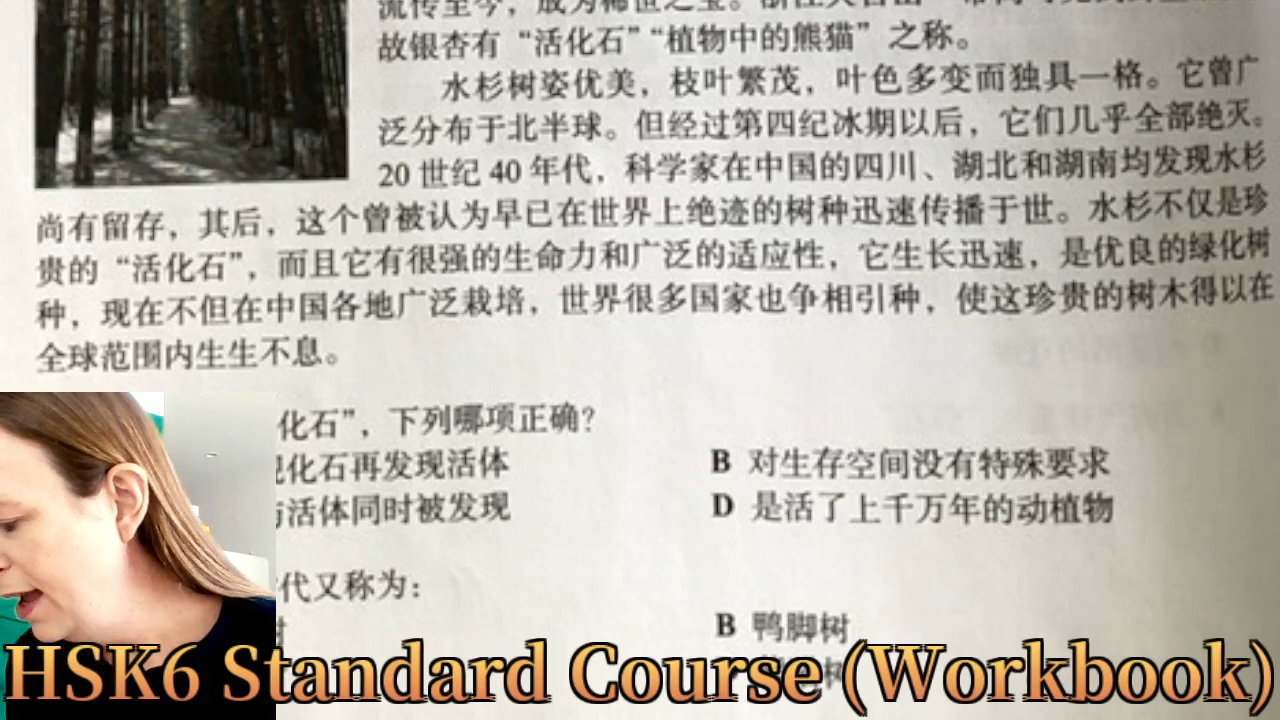 故银杏有“活化石”“植物中的熊猫”之称。
水杉树姿优美，枝叶繁茂，叶色多变而独具一格。它曾广
泛分布于北半球。但经过第四纪冰期以后，它们几乎全部绝灭。
20世纪40年代，科学家在中国的四川、湖北和湖南均发现水杉
尚有留存，其后，这个曾被认为早已在世界上绝迹的树种迅速传播于世。水杉不仅是珍
贵的“活化石”，而且它有很强的生命力和广泛的适应性，它生长迅速，是优良的绿化树
种，现在不但在中国各地广泛栽培，世界很多国家也争相引种，使这珍贵的树木得以在
全球范围内生生不息。
化石”，下列哪项正确？
化石再发现活体
B 对生存空间没有特殊要求
活体同时被发现
D 是活了上千万年的动植物
代又称为：
B 鸭脚树
HSK6 Standard Course (Workbook)